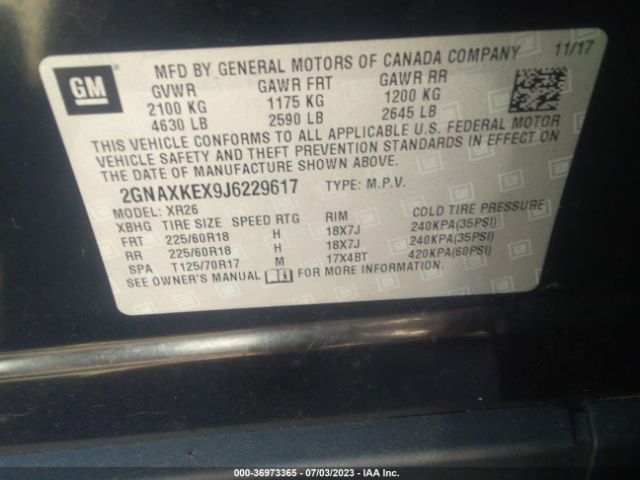 GM
MFD BY GENERAL MOTORS OF CANADA COMPANY 11/17
GVWR GAWR FRT GAWR RR
2100 KG 1175 KG 1200 KG
4630 LB 2590 LB 2645 LB
THIS VEHICLE CONFORMS TO ALL APPLICABLE U.S. FEDERAL MOTOR
VEHICLE SAFETY AND THEFT PREVENTION STANDARDS IN EFFECT ON
THE DATE OF MANUFACTURE SHOWN ABOVE.
2GNAXKEX9J6229617 TYPE: M.P.V.
MODEL: XR26
XBHG TIRE SIZE SPEED RTG RIM COLD TIRE PRESSURE
FRT 225/60R18 H 18X7J 240KPA(35PSI)
RR 225/60R18 H 18X7J 240KPA(35PSI)
SPA T125/70R17 M 17X4BT 420KPA(60PSI)
SEE OWNER'S MANUAL FOR MORE INFORMATION.
0-36973365 - 07/03/2023 - IAA Inc.